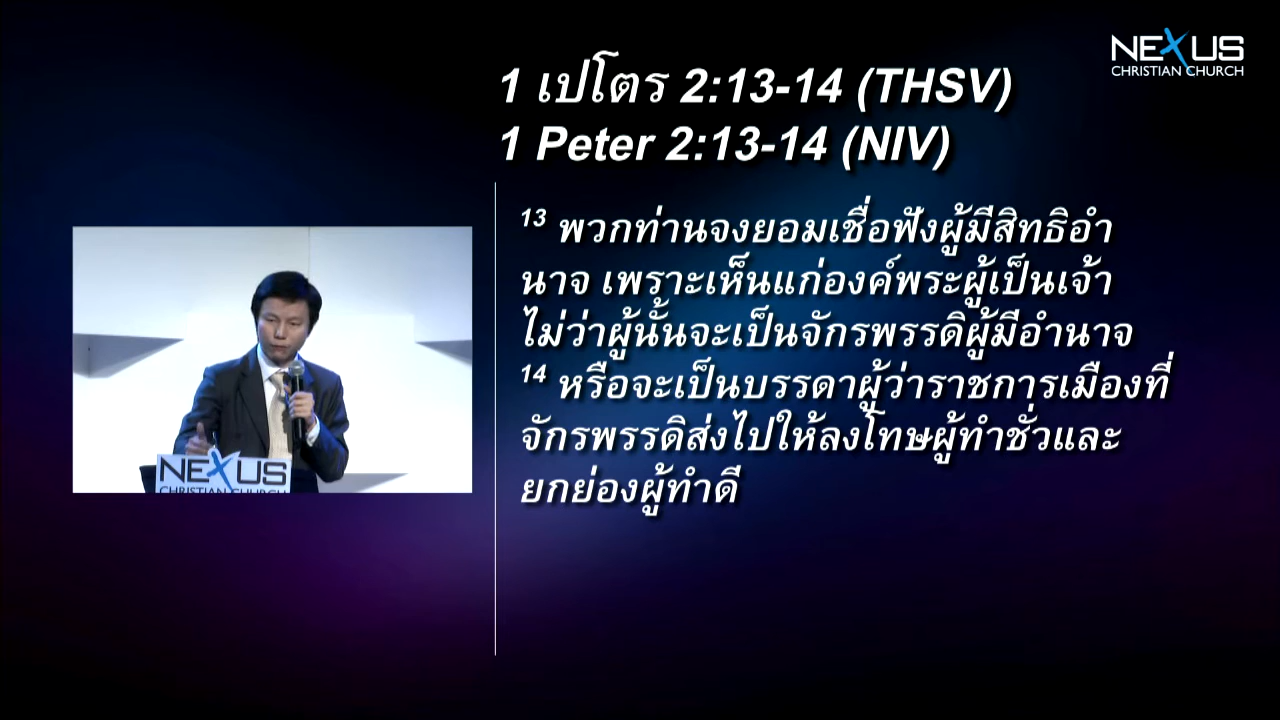 NEXUS
CHRISTIAN CHURCH
1 เปโตร 2:13-14 (THSV)
1 Peter 2:13-14 (NIV)
13 พวกท่านจงยอมเชื่อฟังผู้มีสิทธิอำ
นาจ เพราะเห็นแก่องค์พระผู้เป็นเจ้า
ไม่ว่าผู้นั้นจะเป็นจักรพรรดิผู้มีอำนาจ
14 หรือจะเป็นบรรดาผู้ว่าราชการเมืองที่
จักรพรรดิส่งไปให้ลงโทษผู้ทำชั่วและ
ยกย่องผู้ทำดี
NEXUS
CHRISTIAN CHURCH